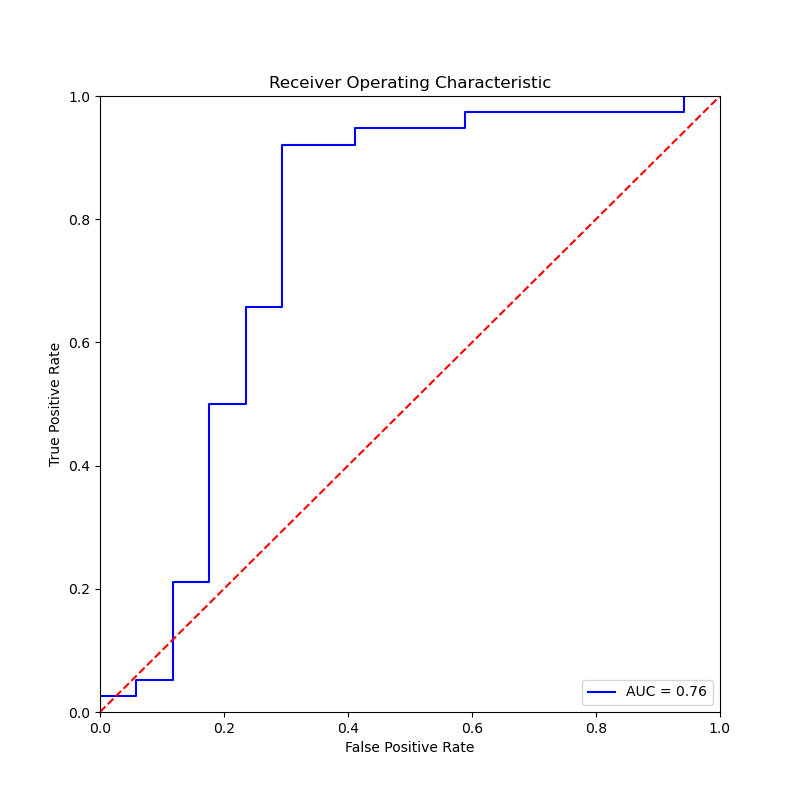 Receiver Operating Characteristic
1.0
0.8
0.6
0.4
0.2
0.0
True Positive Rate
AUC = 0.76
0.0 0.2 0.4 0.6 0.8 1.0
False Positive Rate